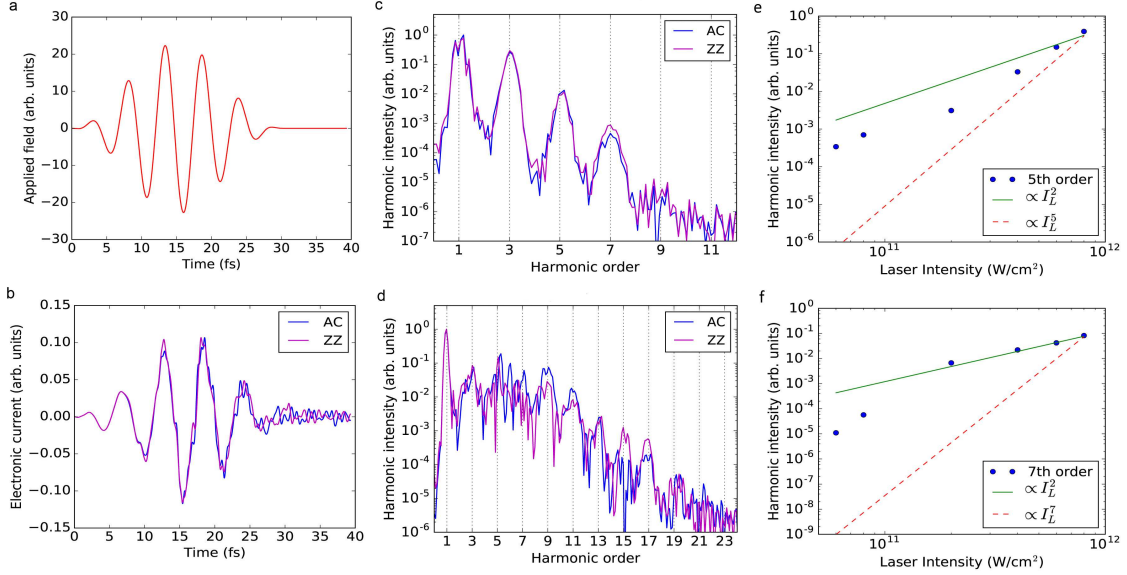 a
Applied field (arb. units)
30
20
10
0
−10
−20
−30
0 5 10 15 20 25 30 35 40
Time (fs)
b
Electronic current (arb. units)
0.15
0.10
0.05
0.00
−0.05
−0.10
−0.15
AC
ZZ
0 5 10 15 20 25 30 35 40
Time (fs)
c
Harmonic intensity (arb. units)
10^1
10^0
10^-1
10^-2
10^-3
10^-4
10^-5
10^-6
10^-7
AC
ZZ
1 3 5 7 9 11
Harmonic order
d
Harmonic intensity (arb. units)
10^0
10^-1
10^-2
10^-3
10^-4
10^-5
10^-6
AC
ZZ
1 3 5 7 9 11 13 15 17 19 21 23
Harmonic order
e
Harmonic intensity (arb. units)
10^0
10^-1
10^-2
10^-3
10^-4
10^-5
10^-6
5th order
∝I_L^2
∝I_L^5
10^11 10^12
Laser Intensity (W/cm²)
f
Harmonic intensity (arb. units)
10^0
10^-1
10^-2
10^-3
10^-4
10^-5
10^-6
10^-7
10^-8
10^-9
7th order
∝I_L^2
∝I_L^7
10^11 10^12
Laser Intensity (W/cm²)